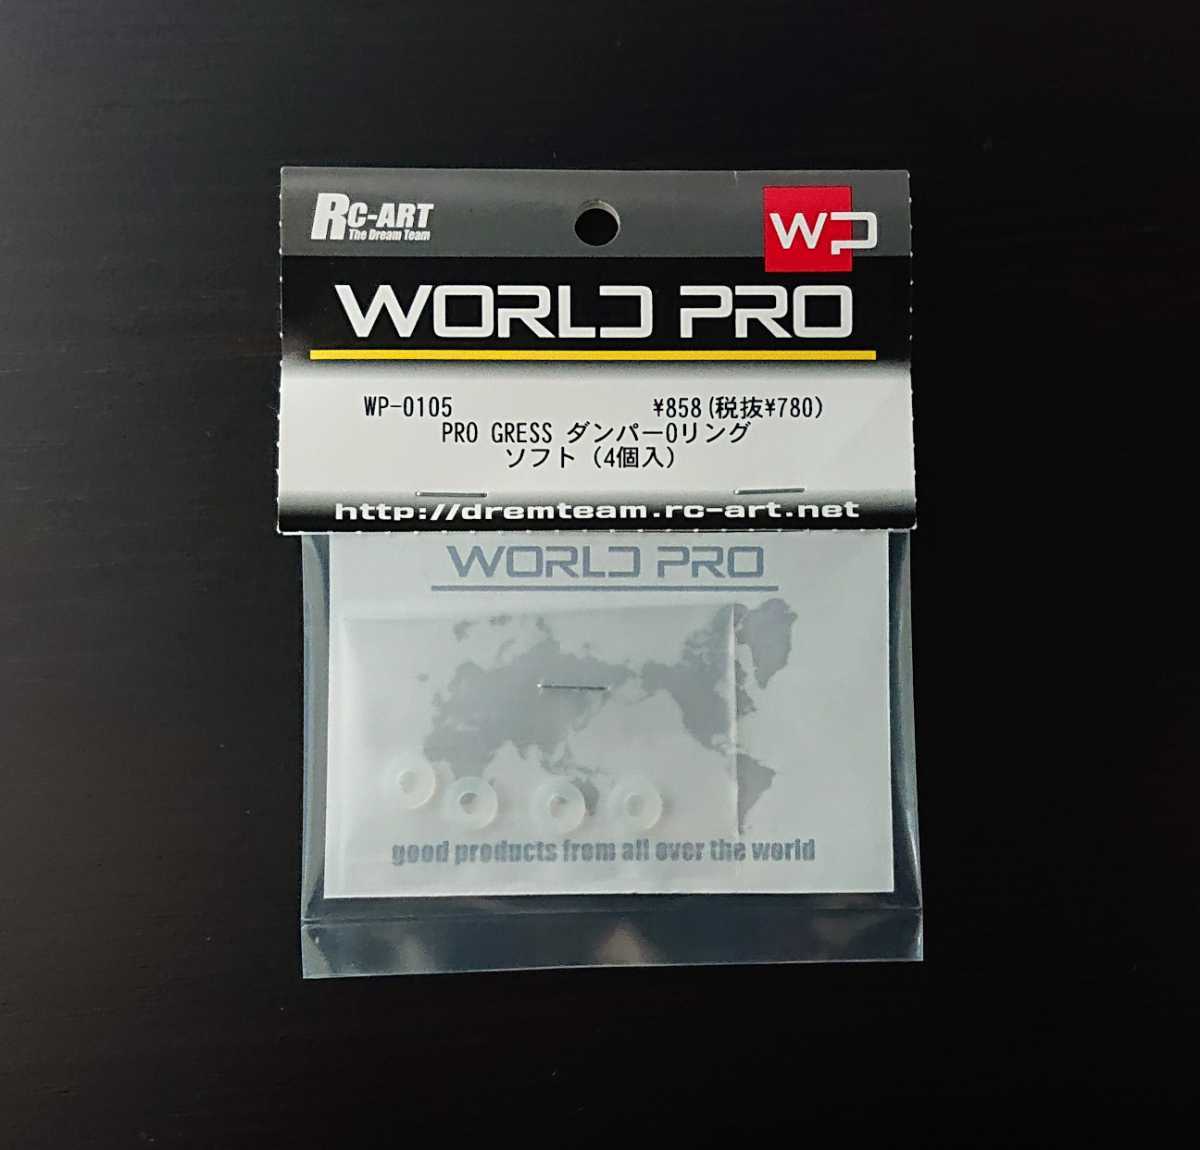 RC-ART
The Dream Team
WP
WORLD PRO
WP-0105 ¥858(税抜¥780)
PRO GRESS ダンパーOリング
ソフト（4個入）
http://dremteam.rc-art.net
WORLD PRO
good products from all over the world